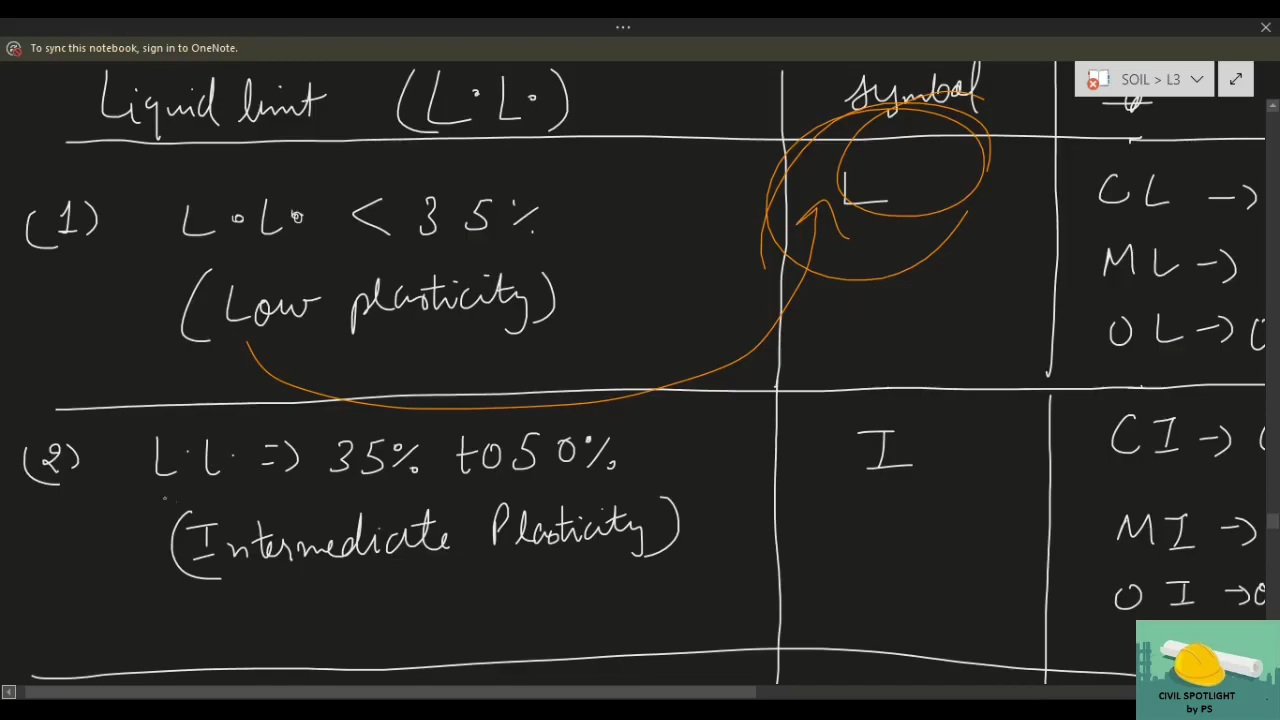 To sync this notebook, sign in to OneNote.
SOIL > L3
Liquid limit (L.L.) symbol
(1) L.L. < 35% L CL →
(Low plasticity) ML →
OL → O
(2) L.L. => 35% to 50% I CI → C
(Intermediate Plasticity) MI →
OI → O
CIVIL SPOTLIGHT
by PS